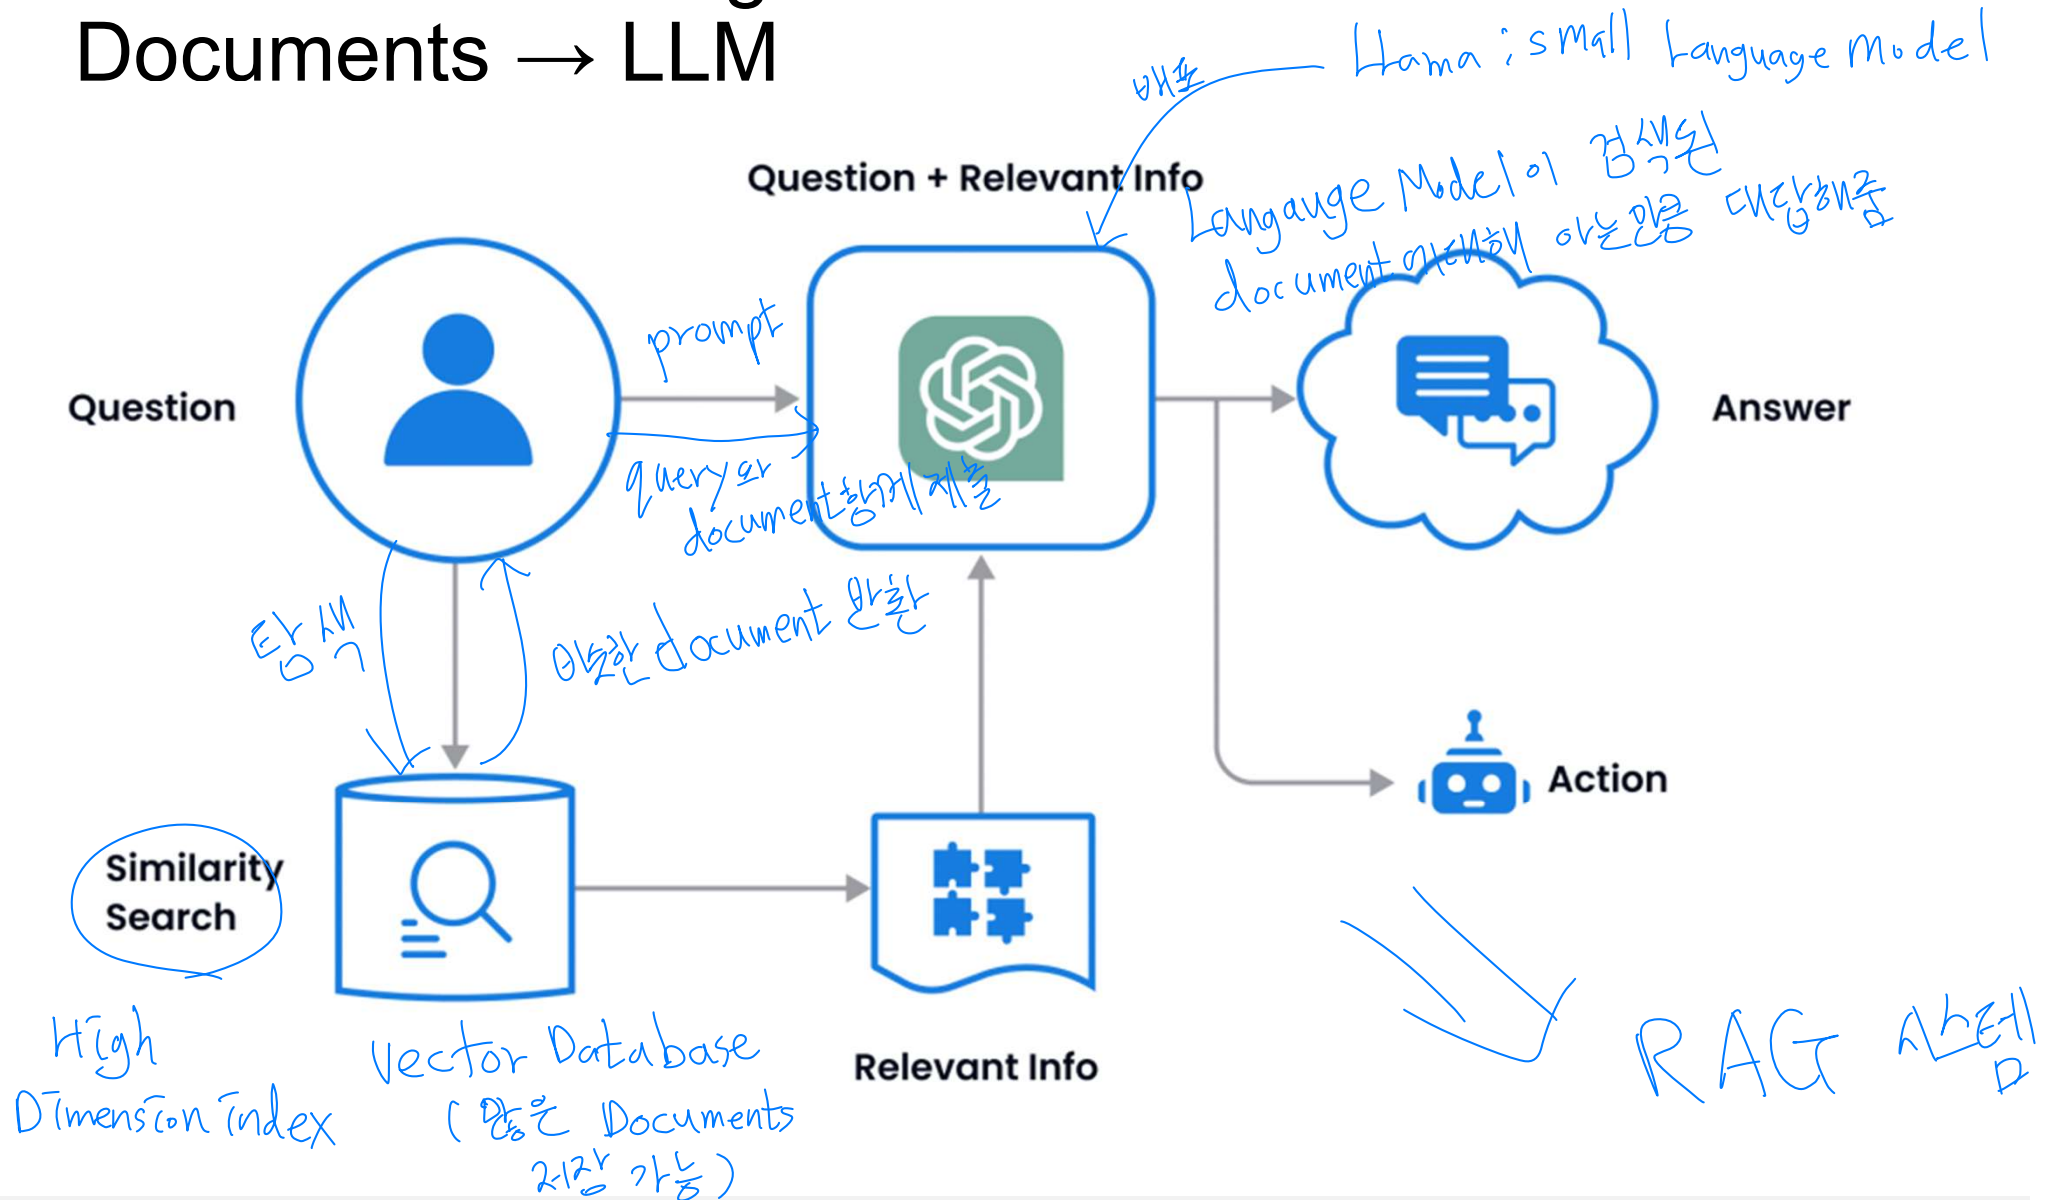 Documents → LLM
Llama ; small Language Model
배포
Question + Relevant Info
Langauge Model이 검색된
document에대해 아는만큼 대답해줌
prompt
Question
Answer
query와
document함께제출
탐색
비슷한 document 반환
Action
Similarity
Search
High
Dimension index
Vector Database
(많은 Documents
저장 가능)
Relevant Info
RAG 시스템